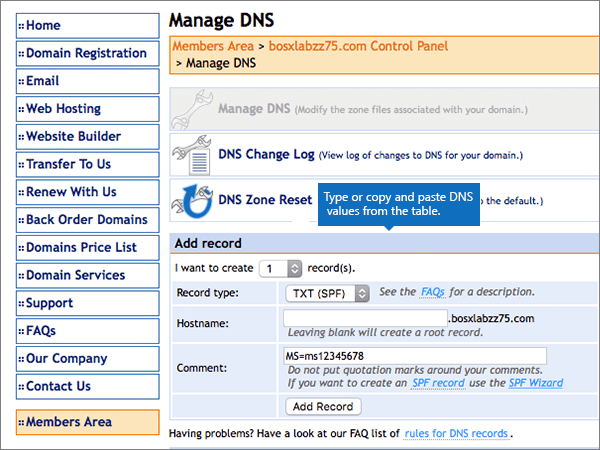 Home
Domain Registration
Email
Web Hosting
Website Builder
Transfer To Us
Renew With Us
Back Order Domains
Domains Price List
Domain Services
Support
FAQs
Our Company
Contact Us
Members Area
Manage DNS
Members Area > bosxlabzz75.com Control Panel
> Manage DNS
Manage DNS (Modify the zone files associated with your domain.)
DNS Change Log (View log of changes to DNS for your domain.)
DNS Zone Reset
the default.)
Type or copy and paste DNS
values from the table.
Add record
I want to create 1 record(s).
Record type: TXT (SPF) See the FAQs for a description.
Hostname: .bosxlabzz75.com
Leaving blank will create a root record.
Comment: MS=ms12345678
Do not put quotation marks around your comments.
If you want to create an SPF record use the SPF Wizard
Add Record
Having problems? Have a look at our FAQ list of rules for DNS records.